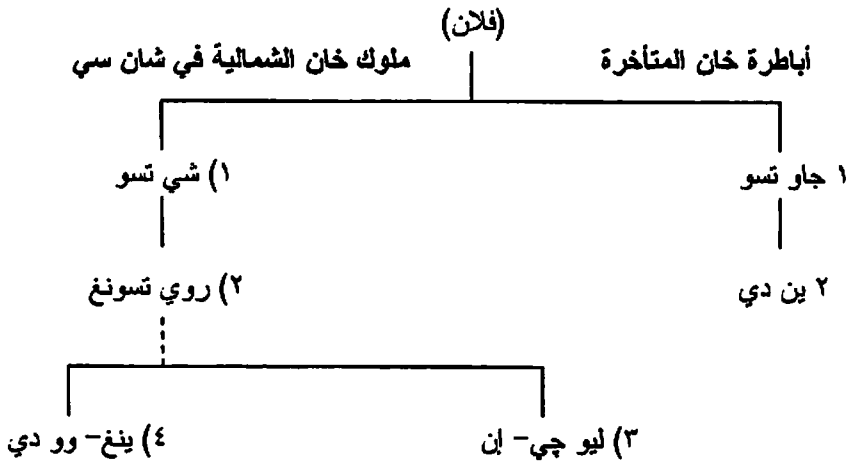 (فلان)
أباطرة خان المتأخرة ملوك خان الشمالية في شان سي
١ جاو تسو ١) شي تسو
٢ ين دي ٢) روي تسونغ
٣) ليو جي- إن ٤) ينغ- وو دي